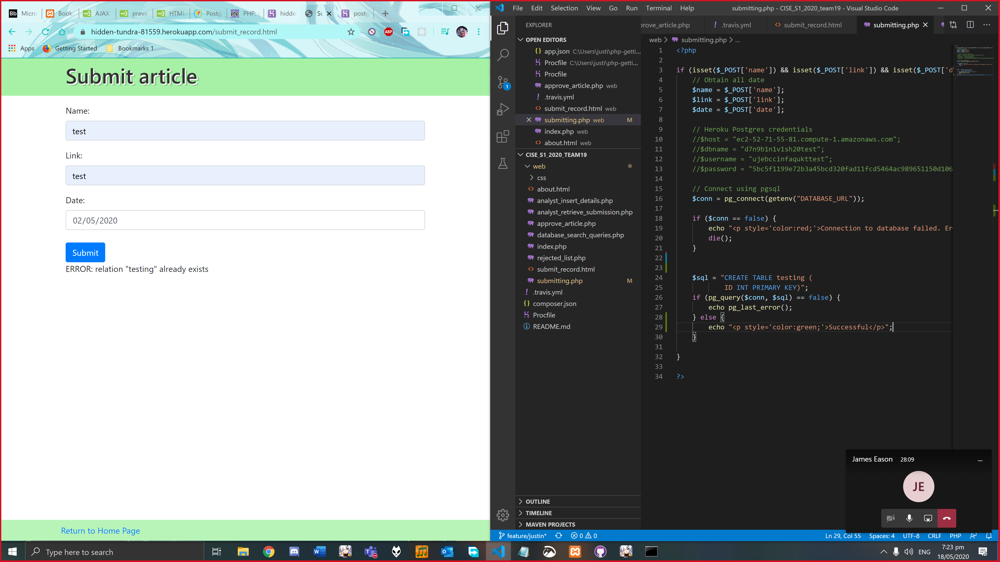 Bb Micro
Booki
w3 AJAX
w3 preve
w3 HTML
Postg
php PHP:
hidde
Su
postg
hidden-tundra-81559.herokuapp.com/submit_record.html
ABP
Apps
Getting Started
Bookmarks 1
Submit article
Name:
test
Link:
test
Date:
02/05/2020
Submit
ERROR: relation "testing" already exists
Return to Home Page
File Edit Selection View Go Run Terminal Help
submitting.php - CISE_S1_2020_team19 - Visual Studio Code
EXPLORER
prove_article.php
! .travis.yml
<> submit_record.html
submitting.php
web > submitting.php > ...
1
OPEN EDITORS
{} app.json C:\Users\justi\php-getti...
Procfile C:\Users\justi\php-getti...
Procfile
approve_article.php web
! .travis.yml
<> submit_record.html web
submitting.php web M
index.php web
<> about.html web
CISE_S1_2020_TEAM19
web
css
<> about.html
analyst_insert_details.php
analyst_retrieve_submission.php
approve_article.php
database_search_queries.php
index.php
rejected_list.php
<> submit_record.html
submitting.php M
! .travis.yml
{} composer.json
Procfile
README.md
OUTLINE
TIMELINE
MAVEN PROJECTS
1 <?php
2
3 if (isset($_POST['name']) && isset($_POST['link']) && isset($_POST['d
4 // Obtain all date
5 $name = $_POST['name'];
6 $link = $_POST['link'];
7 $date = $_POST['date'];
8
9 // Heroku Postgres credentials
10 //$host = "ec2-52-71-55-81.compute-1.amazonaws.com";
11 //$dbname = "d7n9b1n1v1sh20test";
12 //$username = "ujebccinfaqukttest";
13 //$password = "5bc5f1199e72b3a45bcd320fad11fcd5464ac989651150d106
14
15 // Connect using pgsql
16 $conn = pg_connect(getenv("DATABASE_URL"));
17
18 if ($conn == false) {
19 echo "<p style='color:red;'>Connection to database failed. Er
20 die();
21 }
22
23
24 $sql = "CREATE TABLE testing (
25 ID INT PRIMARY KEY)";
26 if (pg_query($conn, $sql) == false) {
27 echo pg_last_error();
28 } else {
29 echo "<p style='color:green;'>Successful</p>";
30 }
31
32 }
33
34 ?>
James Eason 28:09
JE
feature/justin* 0 0
Ln 29, Col 55 Spaces: 4 UTF-8 CRLF PHP
Type here to search
ENG
7:23 pm
18/05/2020